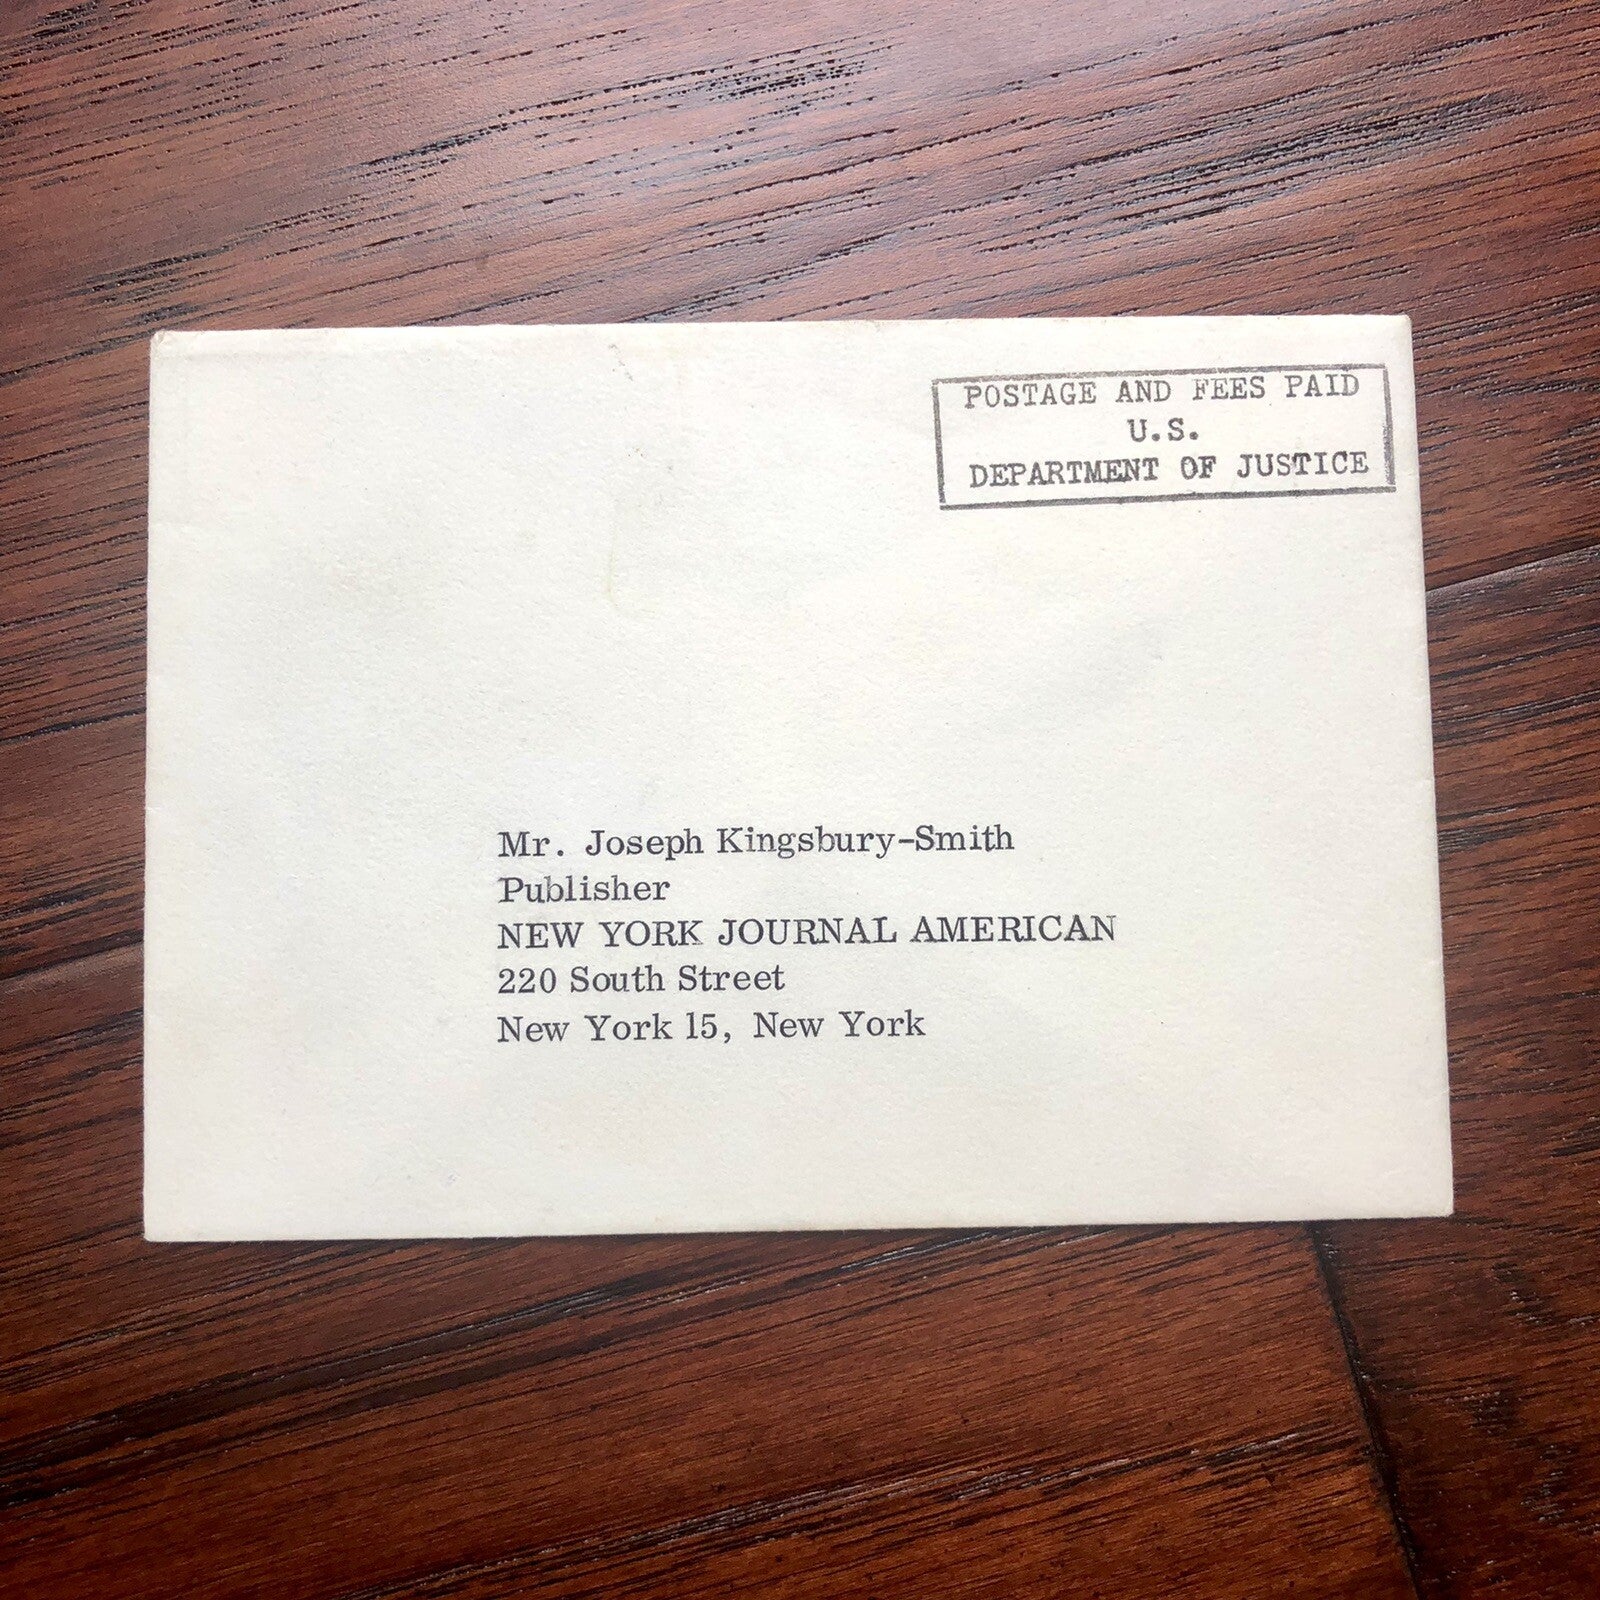 POSTAGE AND FEES PAID
U.S.
DEPARTMENT OF JUSTICE
Mr. Joseph Kingsbury-Smith
Publisher
NEW YORK JOURNAL AMERICAN
220 South Street
New York 15, New York